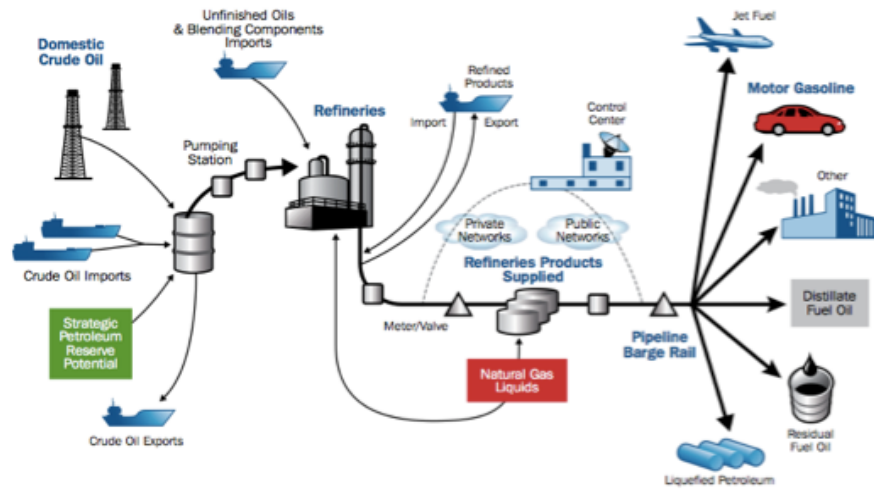 Jet Fuel
Unfinished Oils
& Blending Components
Imports
Domestic
Crude Oil
Refineries
Refined
Products
Import
Export
Control
Center
Motor Gasoline
Pumping
Station
Other
Private
Networks
Public
Networks
Refineries Products
Supplied
Crude Oil Imports
Meter/Valve
Strategic
Petroleum
Reserve
Potential
Distillate
Fuel Oil
Pipeline
Barge Rail
Natural Gas
Liquids
Crude Oil Exports
Residual
Fuel Oil
Liquefied Petroleum